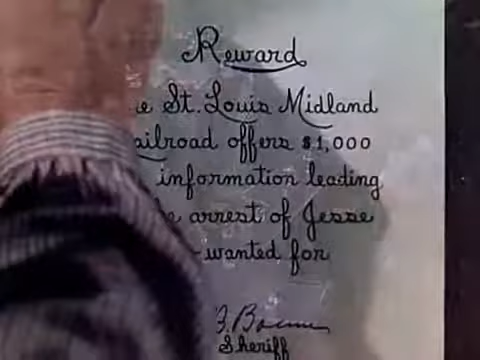 Reward
e St. Louis Midland
ailroad offers $1,000
information leading
e arrest of Jesse
wanted for
Sheriff